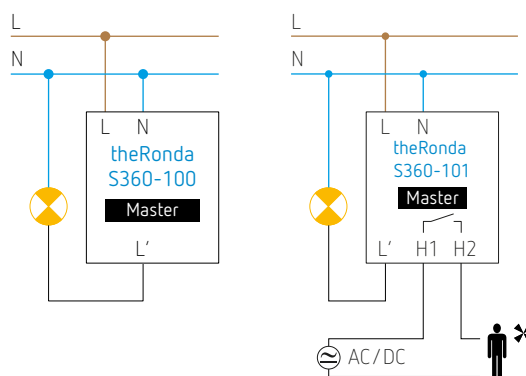 L
N
L N
theRonda
S360-100
Master
L’
L
N
L N
theRonda
S360-101
Master
L’ H1 H2
AC/DC